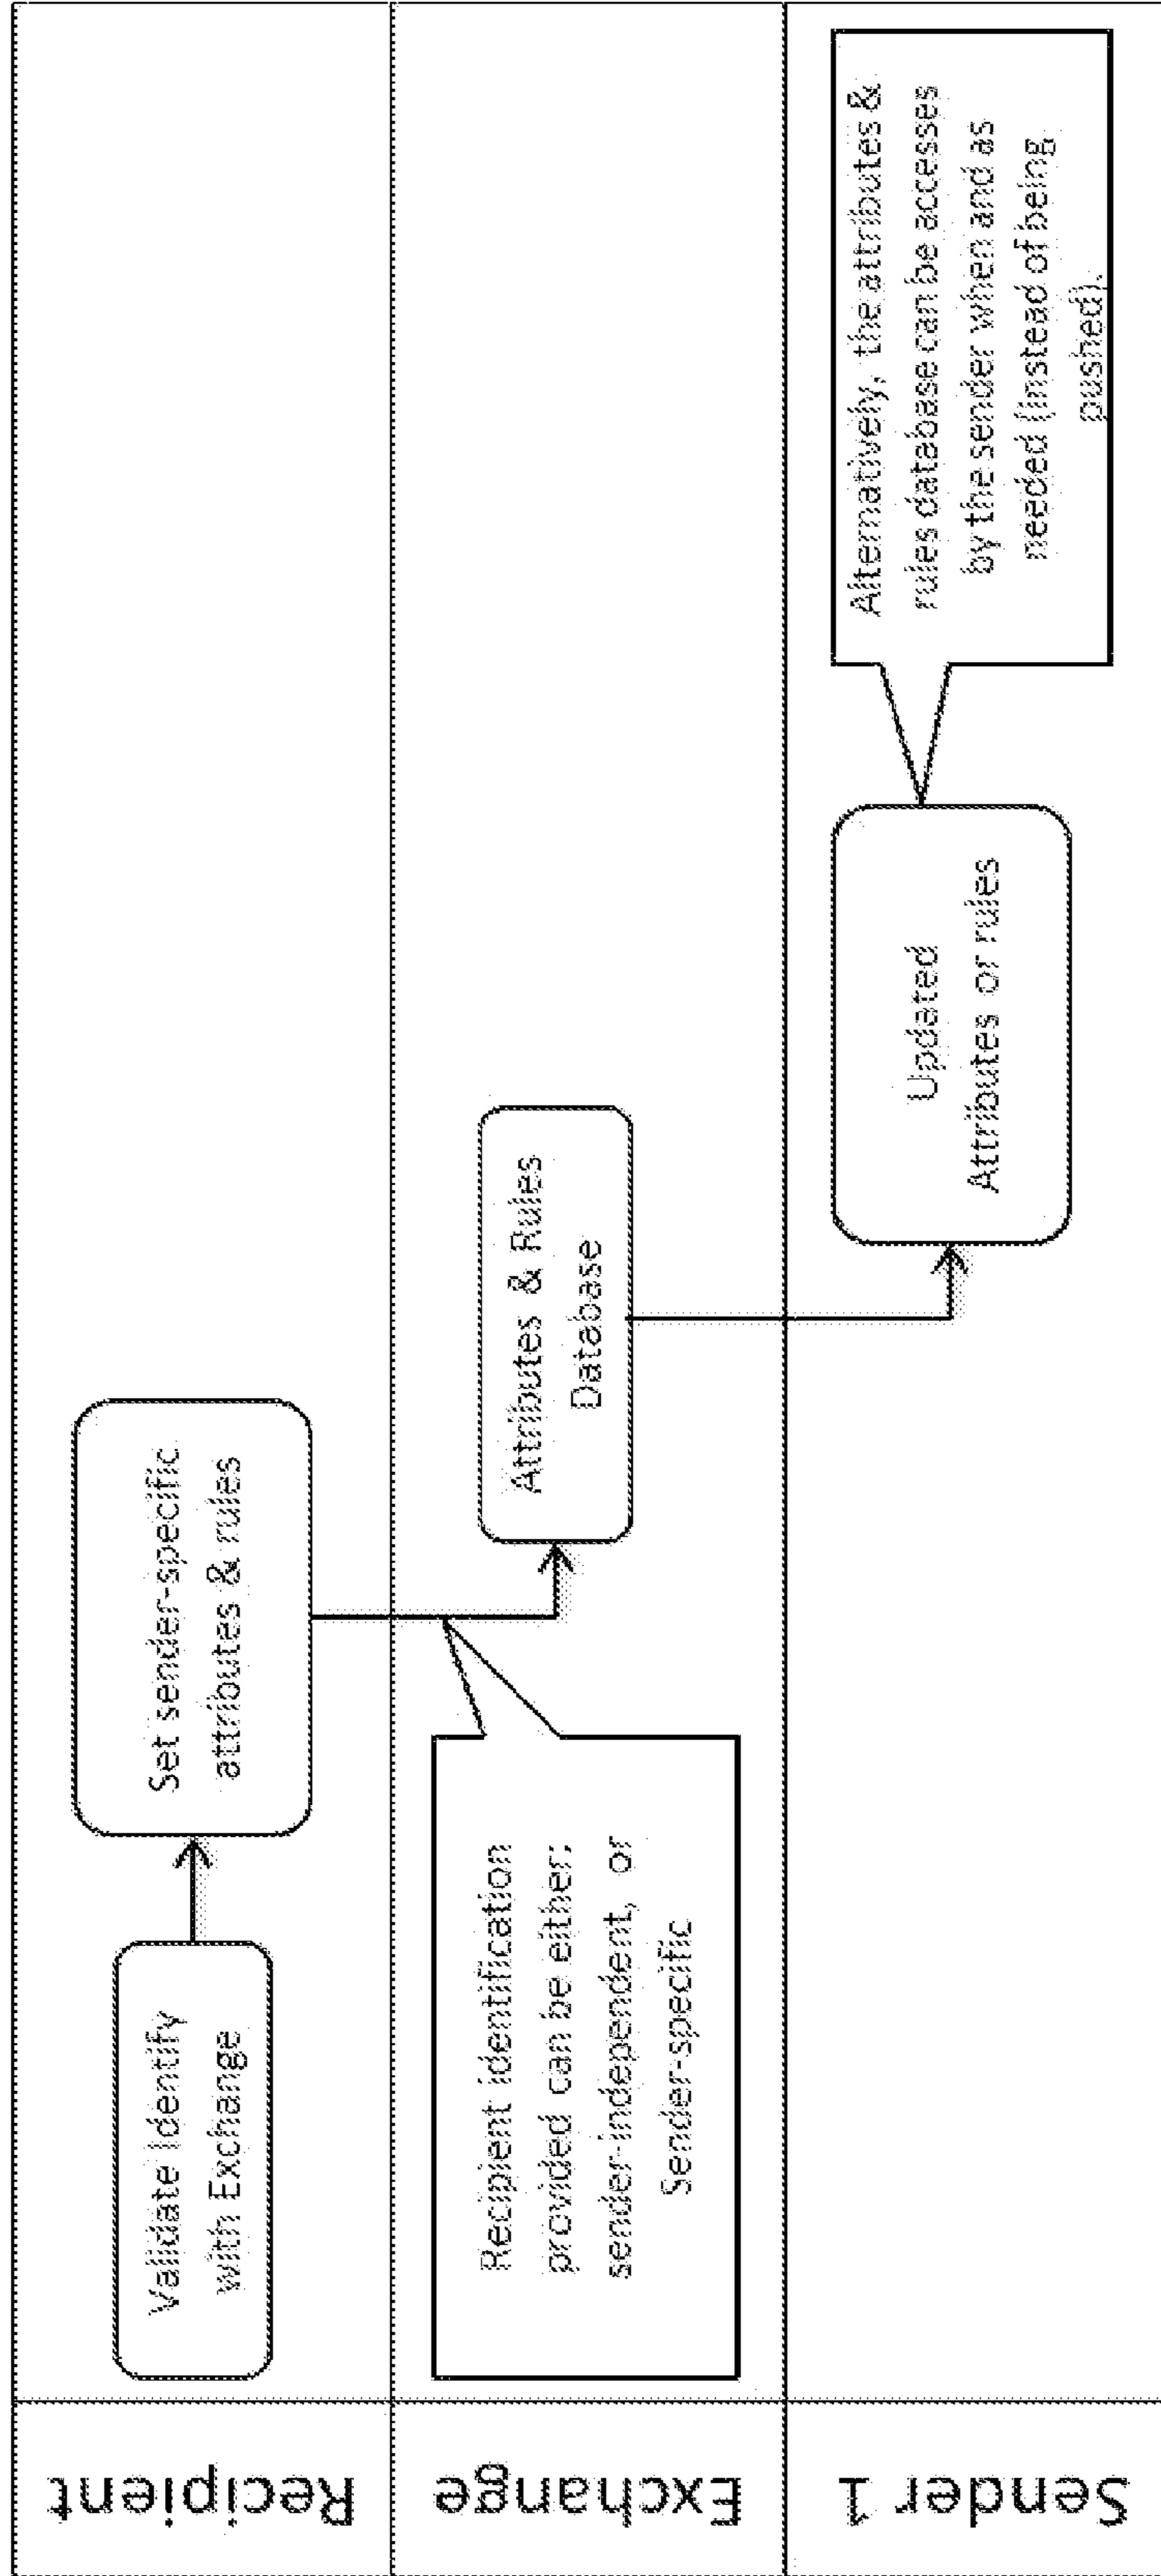 Recipient
Validate Identify
with Exchange
Set sender-specific
attributes & rules
Exchange
Recipient identification
provided can be either:
sender-independent, or
Sender-specific
Attributes & Rules
Database
Sender 1
Updated
Attributes or rules
Alternatively, the attributes &
rules database can be accesses
by the sender when and as
needed (instead of being
pushed).